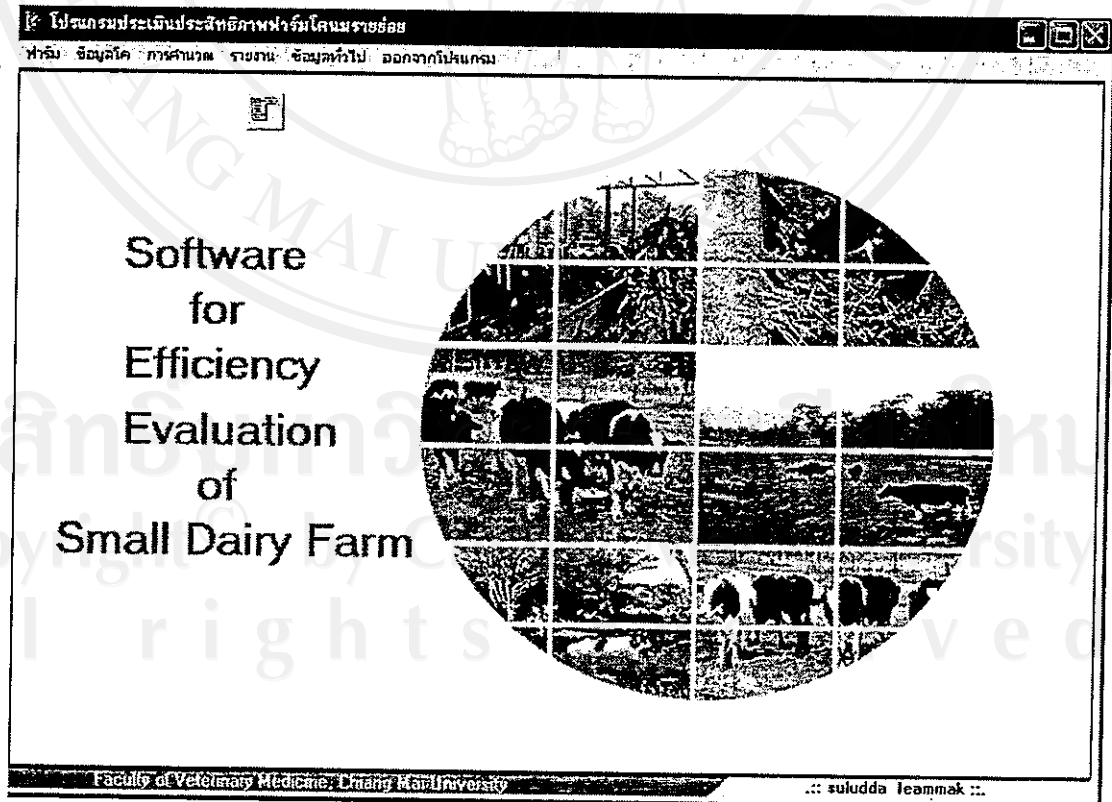 โปรแกรมประเมินประสิทธิภาพฟาร์มโคนมรายย่อย
ฟาร์ม ข้อมูลโค การคำนวณ รายงาน ข้อมูลทั่วไป ออกจากโปรแกรม
Software
for
Efficiency
Evaluation
of
Small Dairy Farm
Faculty of Veterinary Medicine, Chiang Mai University
.:: suludda leammak ::.